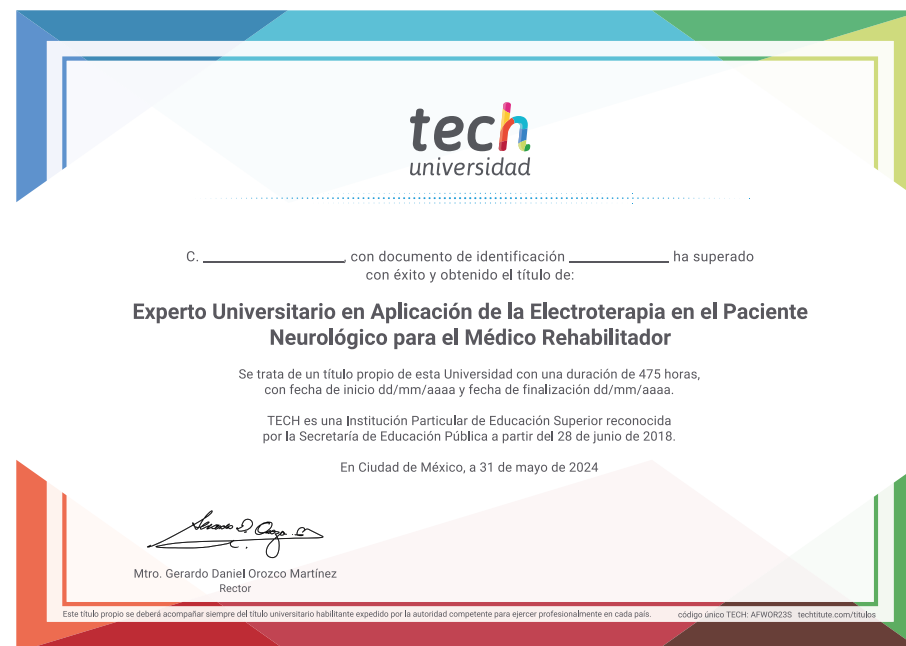 tech
universidad
C. ____________________, con documento de identificación ______________ ha superado
con éxito y obtenido el título de:
Experto Universitario en Aplicación de la Electroterapia en el Paciente
Neurológico para el Médico Rehabilitador
Se trata de un título propio de esta Universidad con una duración de 475 horas,
con fecha de inicio dd/mm/aaaa y fecha de finalización dd/mm/aaaa.
TECH es una Institución Particular de Educación Superior reconocida
por la Secretaría de Educación Pública a partir del 28 de junio de 2018.
En Ciudad de México, a 31 de mayo de 2024
Mtro. Gerardo Daniel Orozco Martínez
Rector
Este título propio se deberá acompañar siempre del título universitario habilitante expedido por la autoridad competente para ejercer profesionalmente en cada país. código único TECH: AFWOR23S techtitute.com/titulos